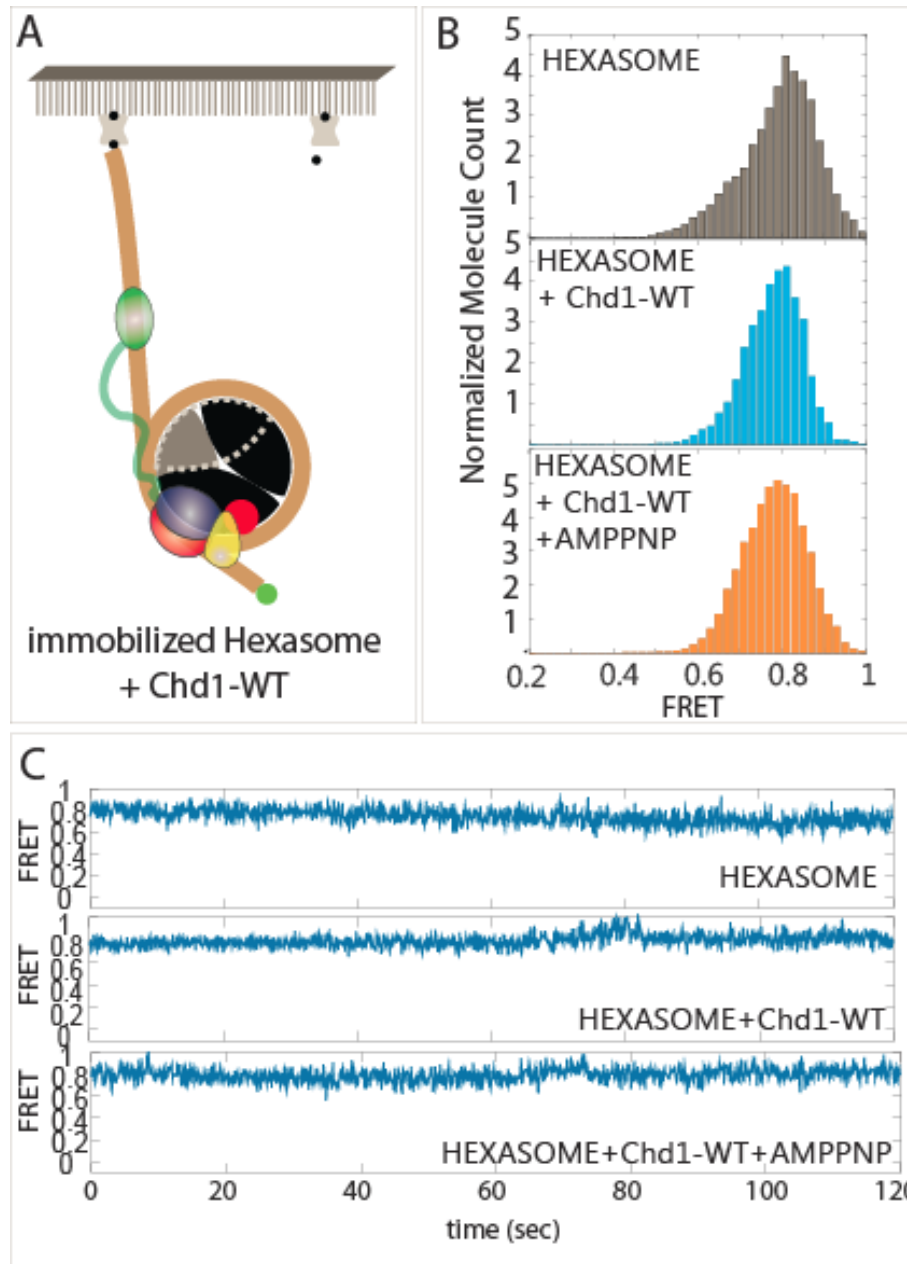 A
immobilized Hexasome
+ Chd1-WT
B
Normalized Molecule Count
5
4
3
2
1
HEXASOME
5
4
3
2
1
HEXASOME
+ Chd1-WT
5
4
3
2
1
HEXASOME
+ Chd1-WT
+AMPPNP
0.2
0.4
0.6
0.8
1
FRET
C
FRET
1
0.8
0.6
0.4
0.2
0
HEXASOME
FRET
1
0.8
0.6
0.4
0.2
0
HEXASOME+Chd1-WT
FRET
1
0.8
0.6
0.4
0.2
0
HEXASOME+Chd1-WT+AMPPNP
0
20
40
60
80
100
120
time (sec)